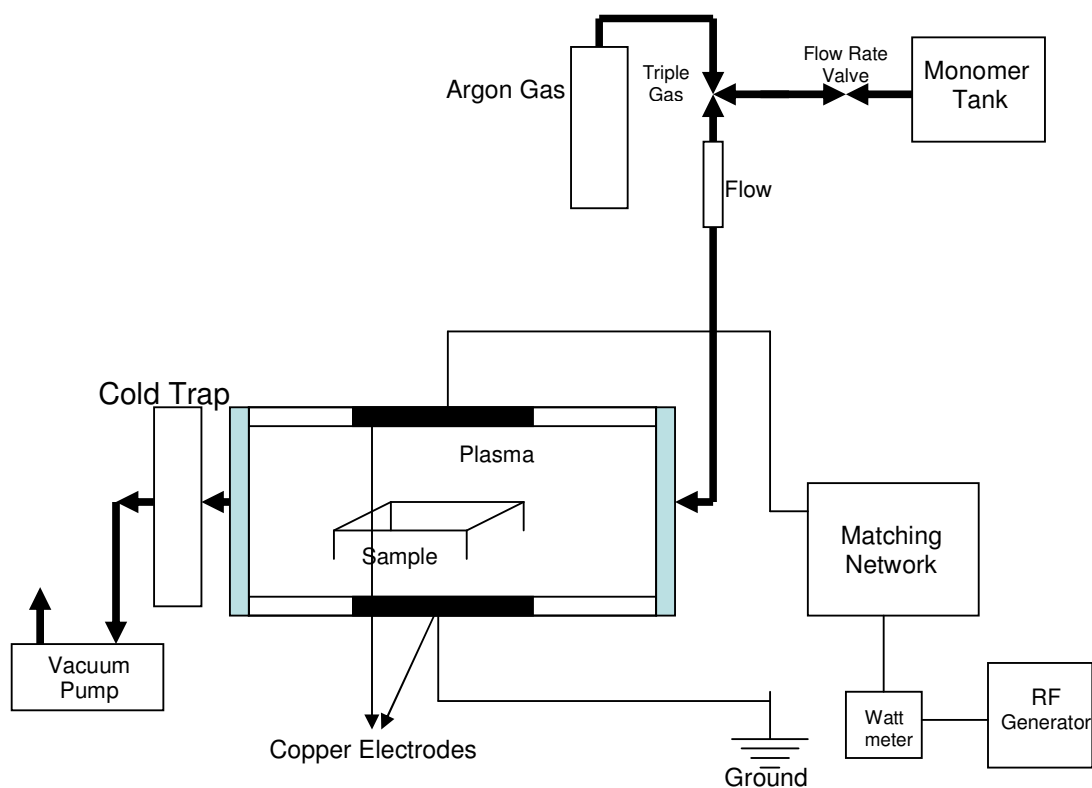 Argon Gas
Triple
Gas
Flow Rate
Valve
Monomer
Tank
Flow
Cold Trap
Plasma
Sample
Matching
Network
Vacuum
Pump
Watt
meter
RF
Generator
Copper Electrodes
Ground